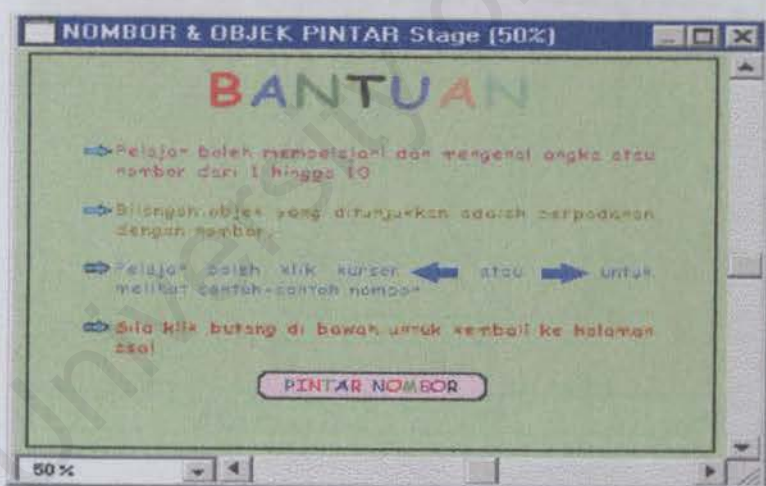 NOMBOR & OBJEK PINTAR Stage (50%)
BANTUAN
Pelajar boleh mempelajari dan mengenal angka atau
nombor dari 1 hingga 10
Bilangan objek yang ditunjukkan adalah berpadanan
dengan nombor.
Pelajar boleh klik kursor atau untuk
melihat contoh-contoh nombor
Sila klik butang di bawah untuk kembali ke halaman
asal
PINTAR NOMBOR
50%
University